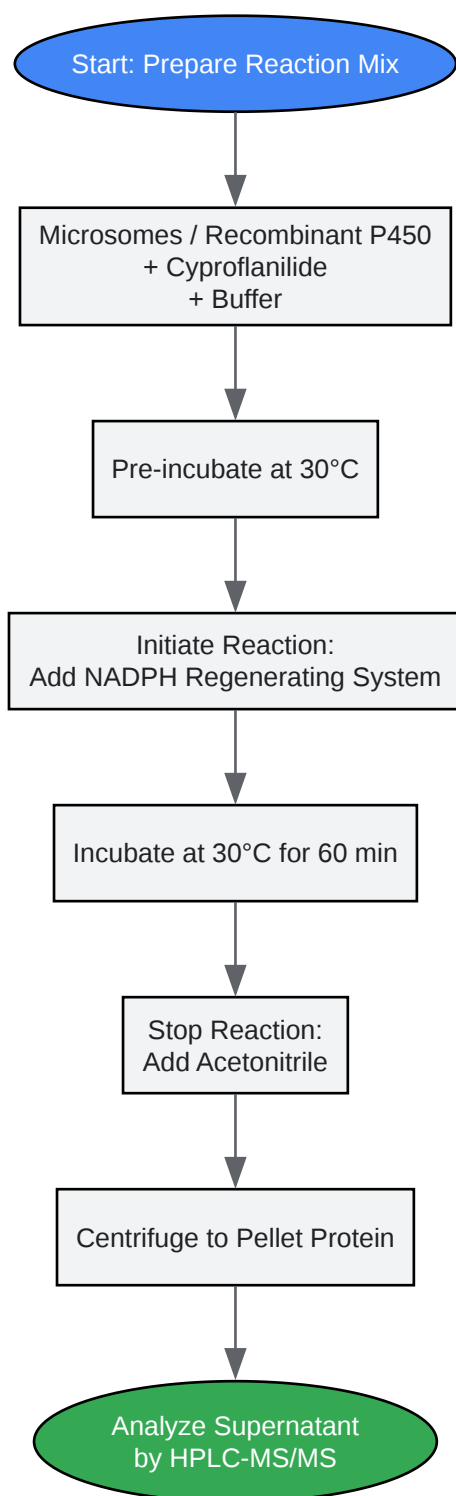 Start: Prepare Reaction Mix
Microsomes / Recombinant P450
+ Cyproflanilide
+ Buffer
Pre-incubate at 30°C
Initiate Reaction:
Add NADPH Regenerating System
Incubate at 30°C for 60 min
Stop Reaction:
Add Acetonitrile
Centrifuge to Pellet Protein
Analyze Supernatant
by HPLC-MS/MS